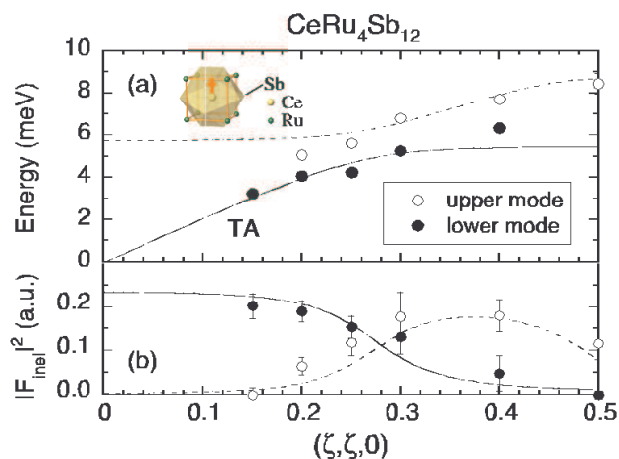 CeRu₄Sb₁₂
10
(a)
Sb
Ce
Ru
8
6
4
2
0
Energy (meV)
TA
upper mode
lower mode
(b)
0.2
0.1
0.0
|F_inel|² (a.u.)
0 0.1 0.2 0.3 0.4 0.5
(ζ,ζ,0)